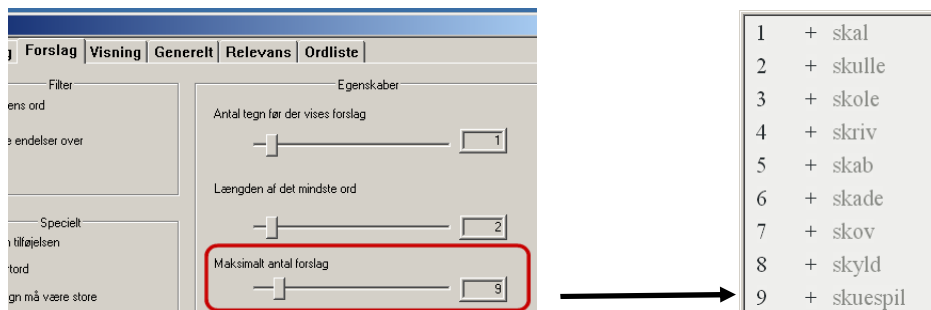 Forslag Visning Generelt Relevans Ordliste
Filter
ens ord
e endelser over
Specielt
tilføjelsen
tord
gn må være store
Egenskaber
Antal tegn før der vises forslag
1
Længden af det mindste ord
2
Maksimalt antal forslag
9
1 + skal
2 + skulle
3 + skole
4 + skriv
5 + skab
6 + skade
7 + skov
8 + skyld
9 + skuespil